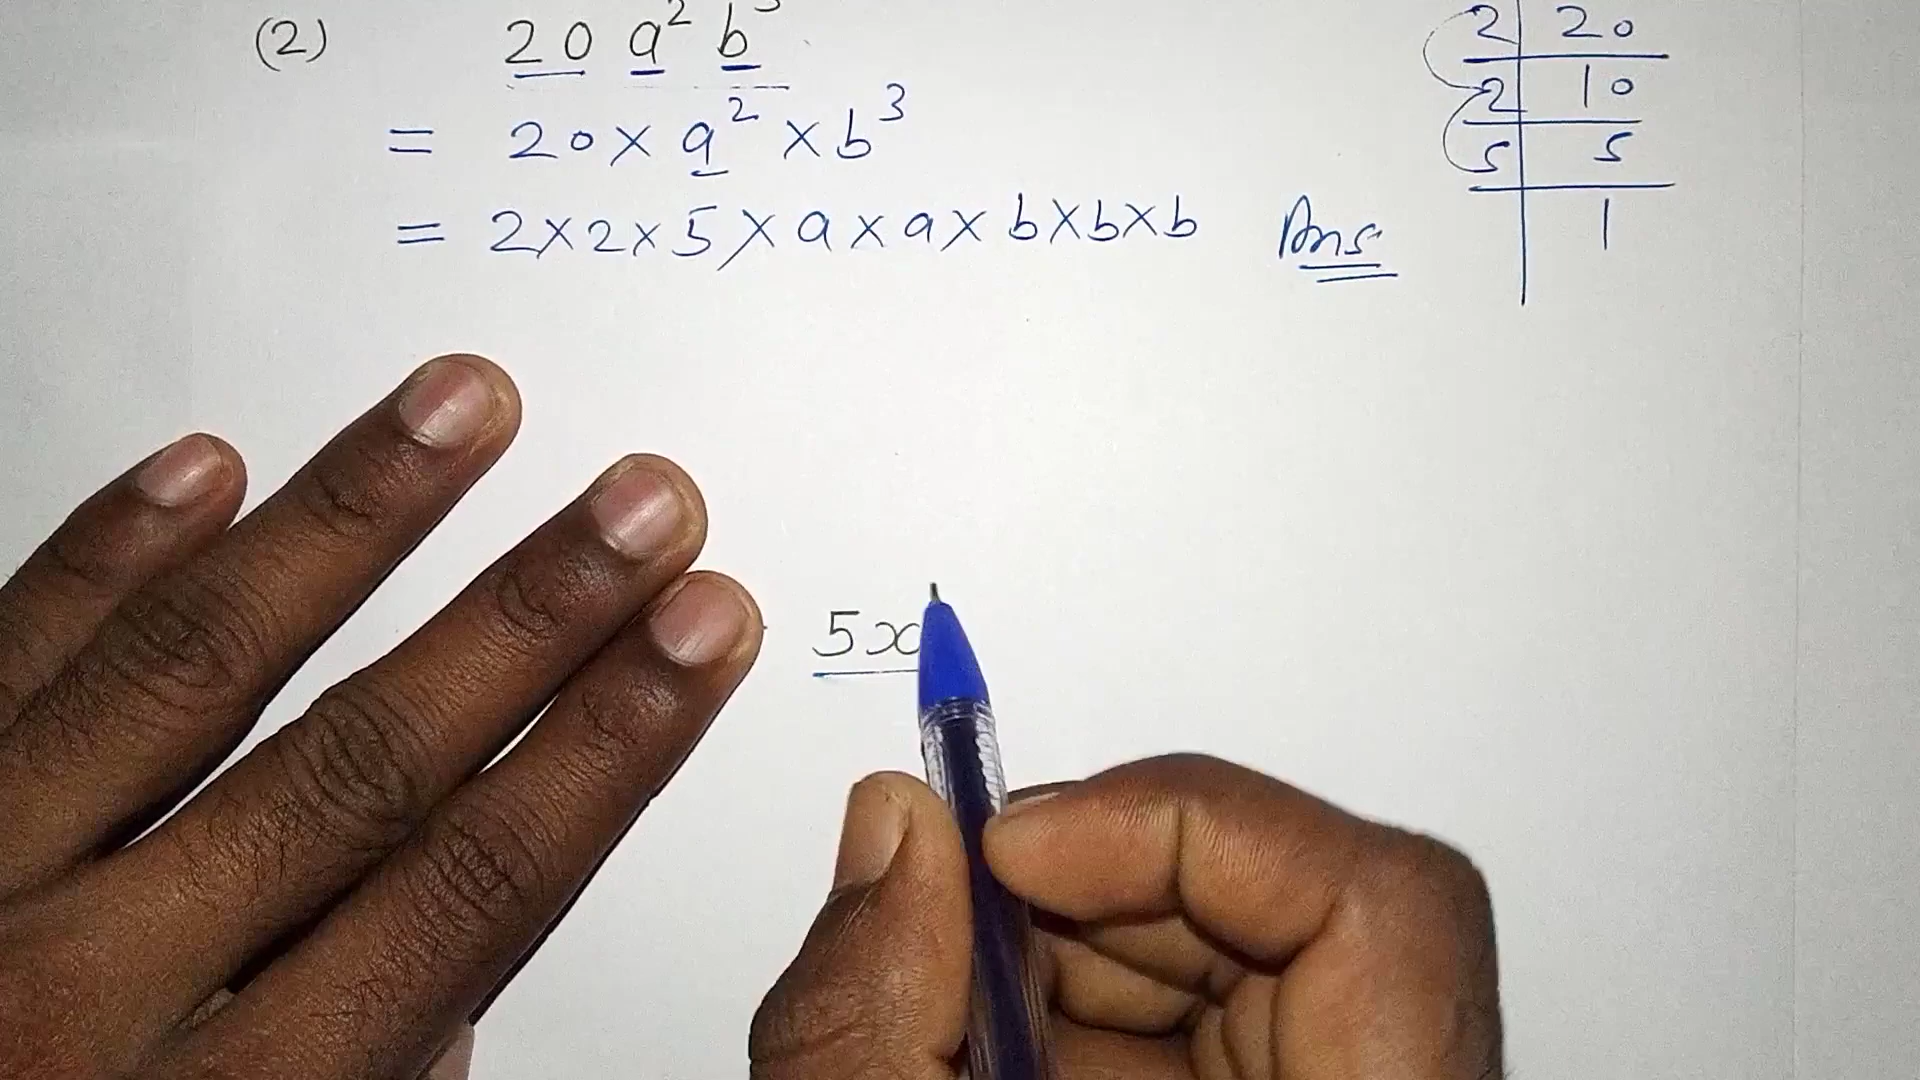 (2) 20 a² b³
= 20 × a² × b³
= 2×2×5×a×a×b×b×b Ans
2 | 20
2 | 10
5 | 5
1
5x